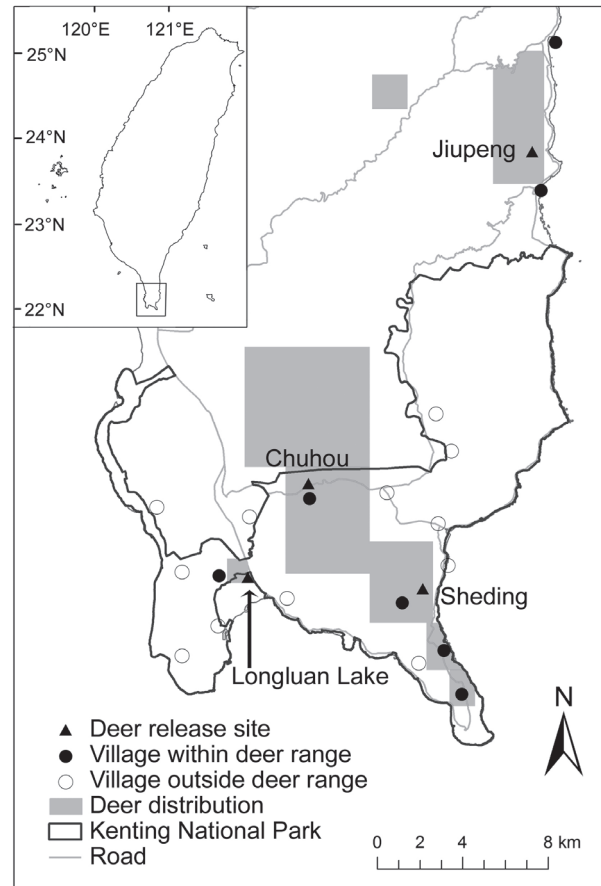 120°E 121°E
25°N
24°N
23°N
22°N
Jiupeng
Chuhou
Sheding
Longluan Lake
Deer release site
Village within deer range
Village outside deer range
Deer distribution
Kenting National Park
Road
N
0 2 4 8 km